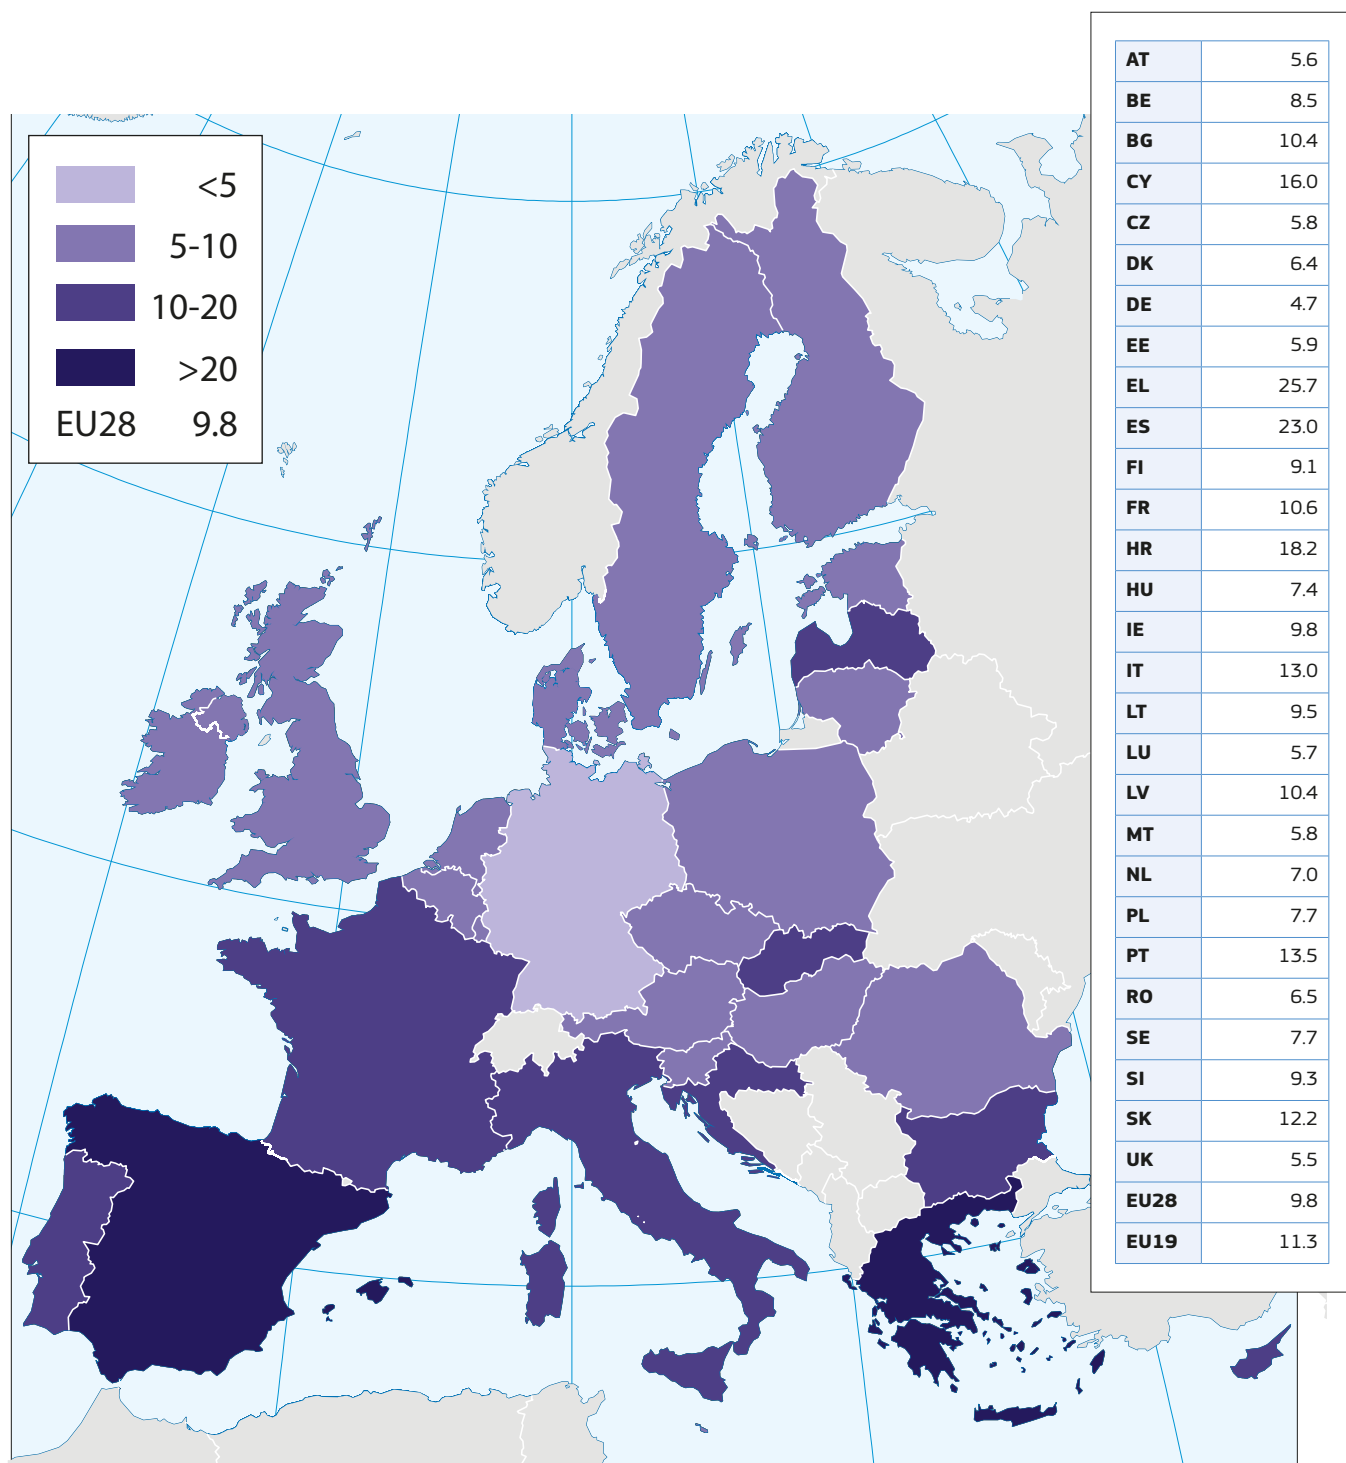 <5
5-10
10-20
>20
EU28 9.8
AT 5.6
BE 8.5
BG 10.4
CY 16.0
CZ 5.8
DK 6.4
DE 4.7
EE 5.9
EL 25.7
ES 23.0
FI 9.1
FR 10.6
HR 18.2
HU 7.4
IE 9.8
IT 13.0
LT 9.5
LU 5.7
LV 10.4
MT 5.8
NL 7.0
PL 7.7
PT 13.5
RO 6.5
SE 7.7
SI 9.3
SK 12.2
UK 5.5
EU28 9.8
EU19 11.3